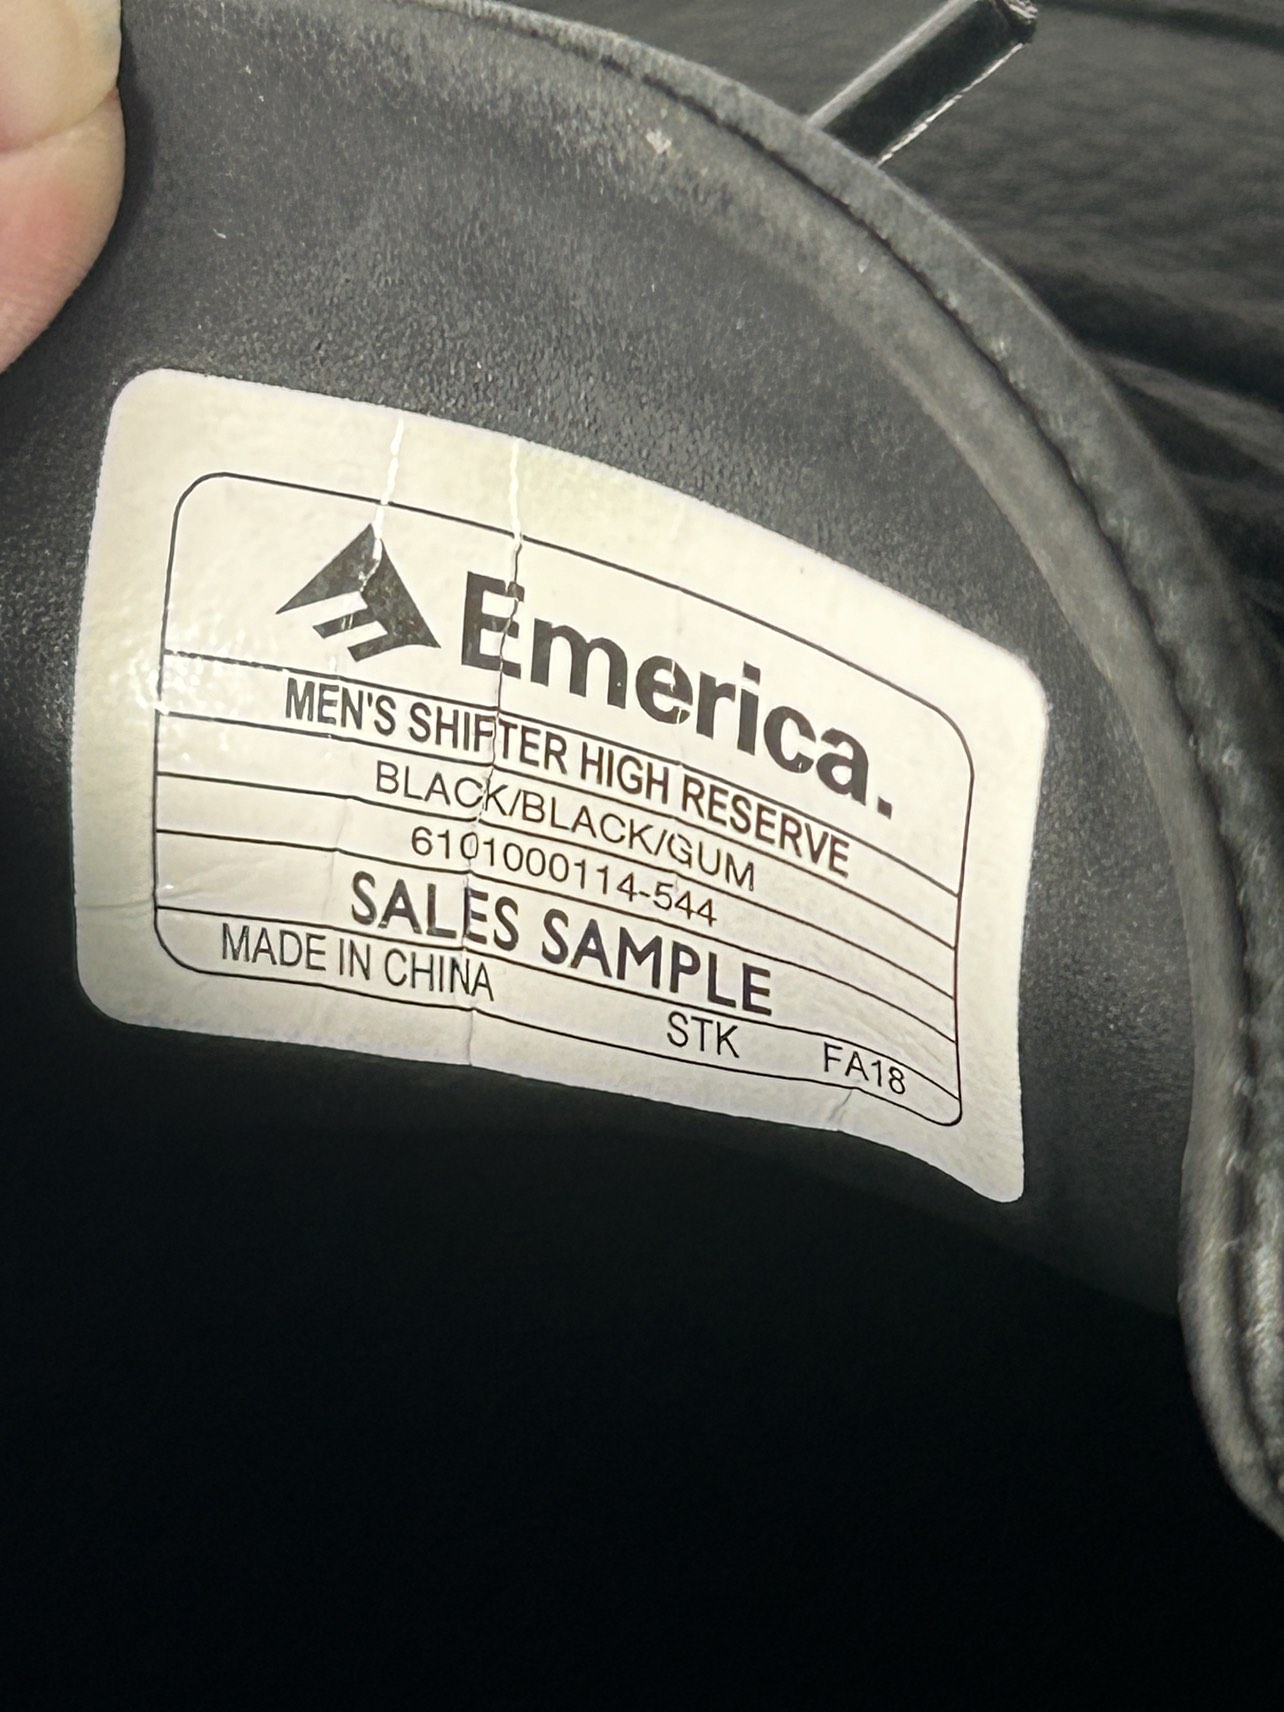 Emerica.
MEN'S SHIFTER HIGH RESERVE
BLACK/BLACK/GUM
6101000114-544
SALES SAMPLE
MADE IN CHINA STK FA18